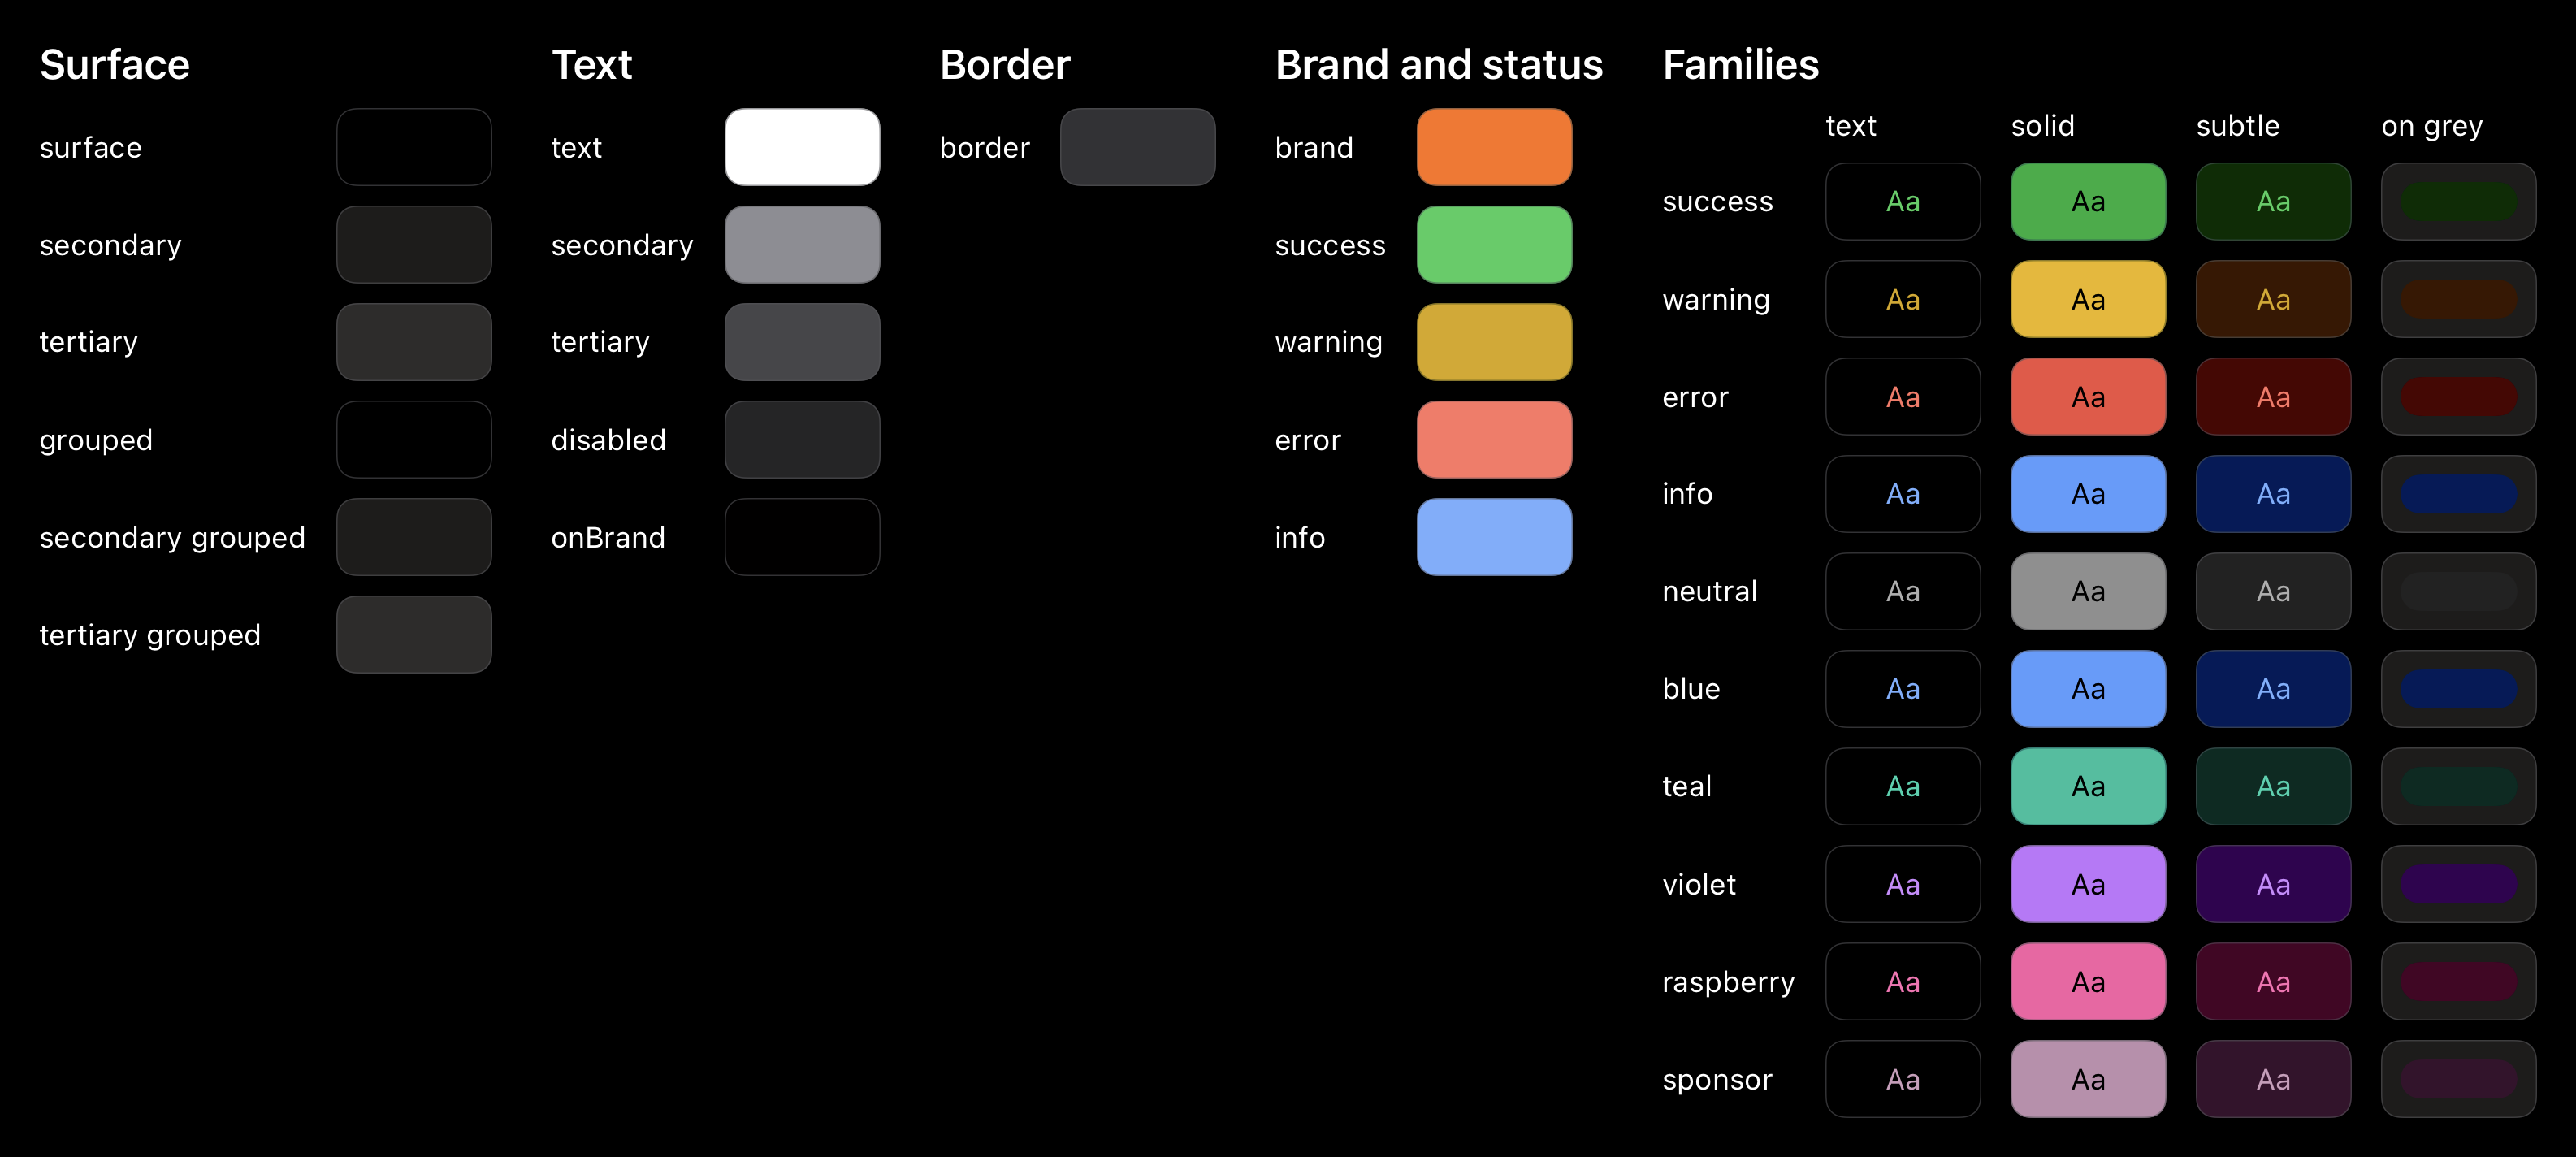 Surface
surface
secondary
tertiary
grouped
secondary grouped
tertiary grouped
Text
text
secondary
tertiary
disabled
onBrand
Border
border
Brand and status
brand
success
warning
error
info
Families
text solid subtle on grey
success Aa Aa Aa
warning Aa Aa Aa
error Aa Aa Aa
info Aa Aa Aa
neutral Aa Aa Aa
blue Aa Aa Aa
teal Aa Aa Aa
violet Aa Aa Aa
raspberry Aa Aa Aa
sponsor Aa Aa Aa